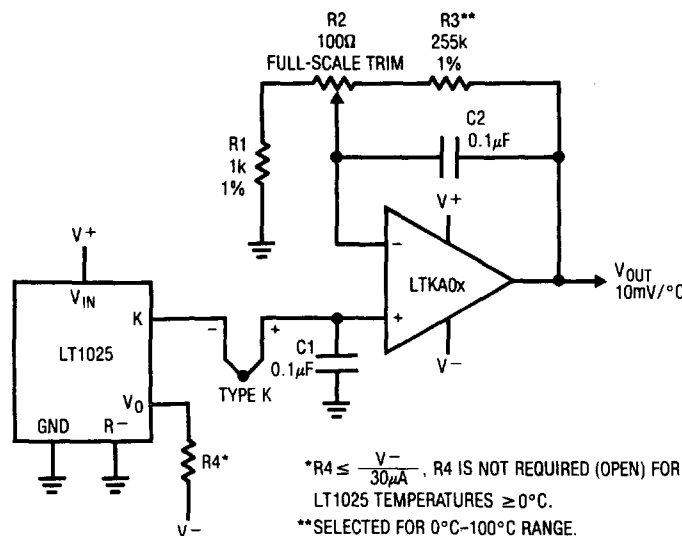 R2
100Ω
FULL-SCALE TRIM
R3**
255k
1%
C2
0.1µF
R1
1k
1%
V+
V+
VIN
K
LT1025
VO
GND
R−
−
+
TYPE K
C1
0.1µF
−
+
LTKA0x
V−
VOUT
10mV/°C
R4*
V−
*R4 ≤ V−/30µA, R4 IS NOT REQUIRED (OPEN) FOR
LT1025 TEMPERATURES ≥0°C.
**SELECTED FOR 0°C–100°C RANGE.